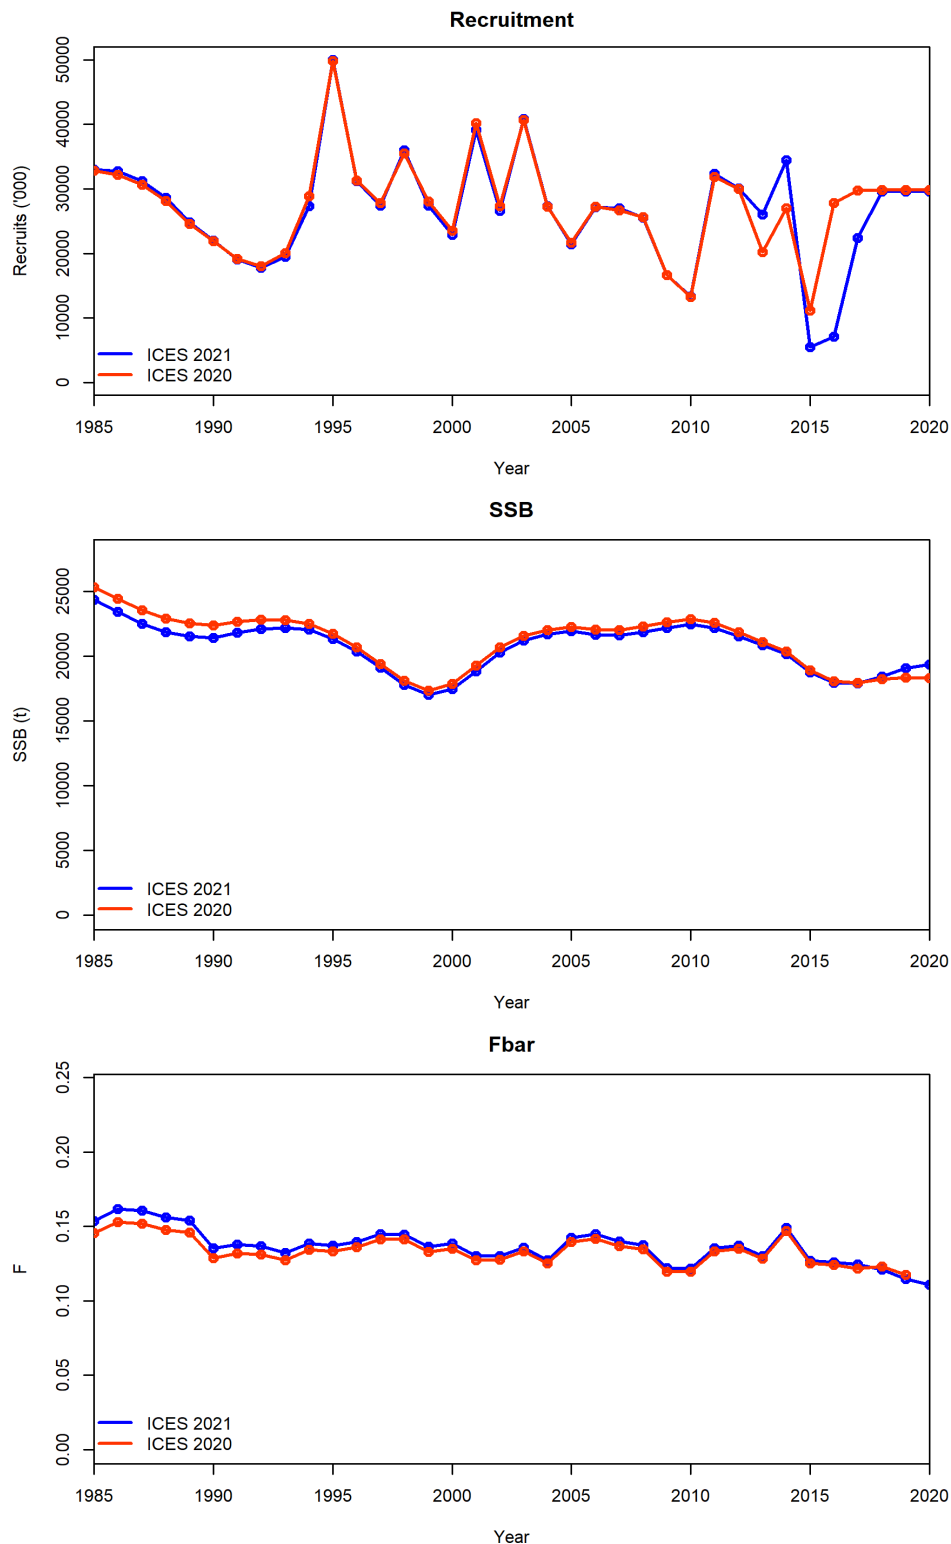 Recruitment
50000
40000
30000
20000
10000
0
Recruits ('000)
ICES 2021
ICES 2020
1985 1990 1995 2000 2005 2010 2015 2020
Year
SSB
25000
20000
15000
10000
5000
0
SSB (t)
ICES 2021
ICES 2020
1985 1990 1995 2000 2005 2010 2015 2020
Year
Fbar
0.25
0.20
0.15
0.10
0.05
0.00
F
ICES 2021
ICES 2020
1985 1990 1995 2000 2005 2010 2015 2020
Year